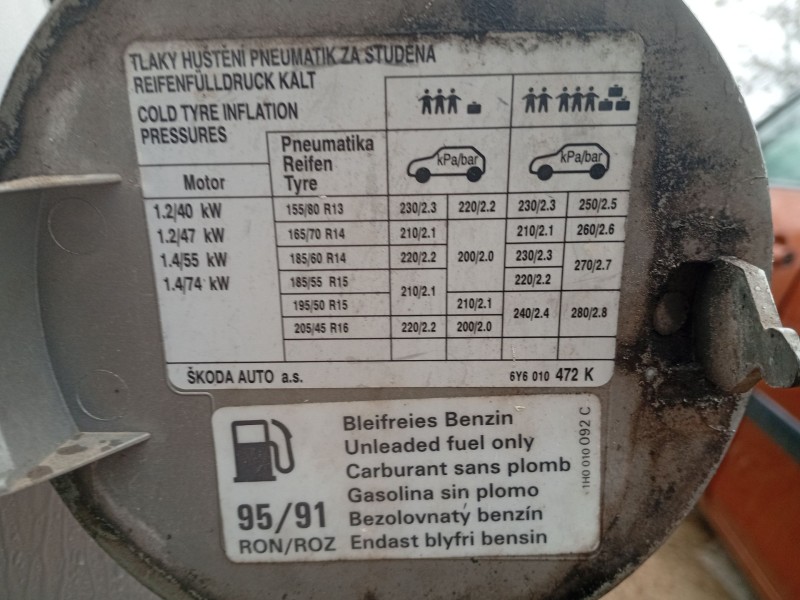 TLAKY HUŠTĚNÍ PNEUMATIK ZA STUDENA
REIFENFÜLLDRUCK KALT
COLD TYRE INFLATION
PRESSURES
Motor
Pneumatika
Reifen
Tyre
kPa/bar kPa/bar
1.2/40 kW 155/80 R13 230/2.3 220/2.2 230/2.3 250/2.5
1.2/47 kW 165/70 R14 210/2.1 200/2.0 210/2.1 260/2.6
1.4/55 kW 185/60 R14 220/2.2 230/2.3 270/2.7
1.4/74 kW 185/55 R15 210/2.1 220/2.2
195/50 R15 210/2.1 240/2.4 280/2.8
205/45 R16 220/2.2 200/2.0
ŠKODA AUTO a.s. 6Y6 010 472 K
Bleifreies Benzin
Unleaded fuel only
Carburant sans plomb
Gasolina sin plomo
95/91 Bezolovnatý benzín
RON/ROZ Endast blyfri bensin
1H0 010 092 C